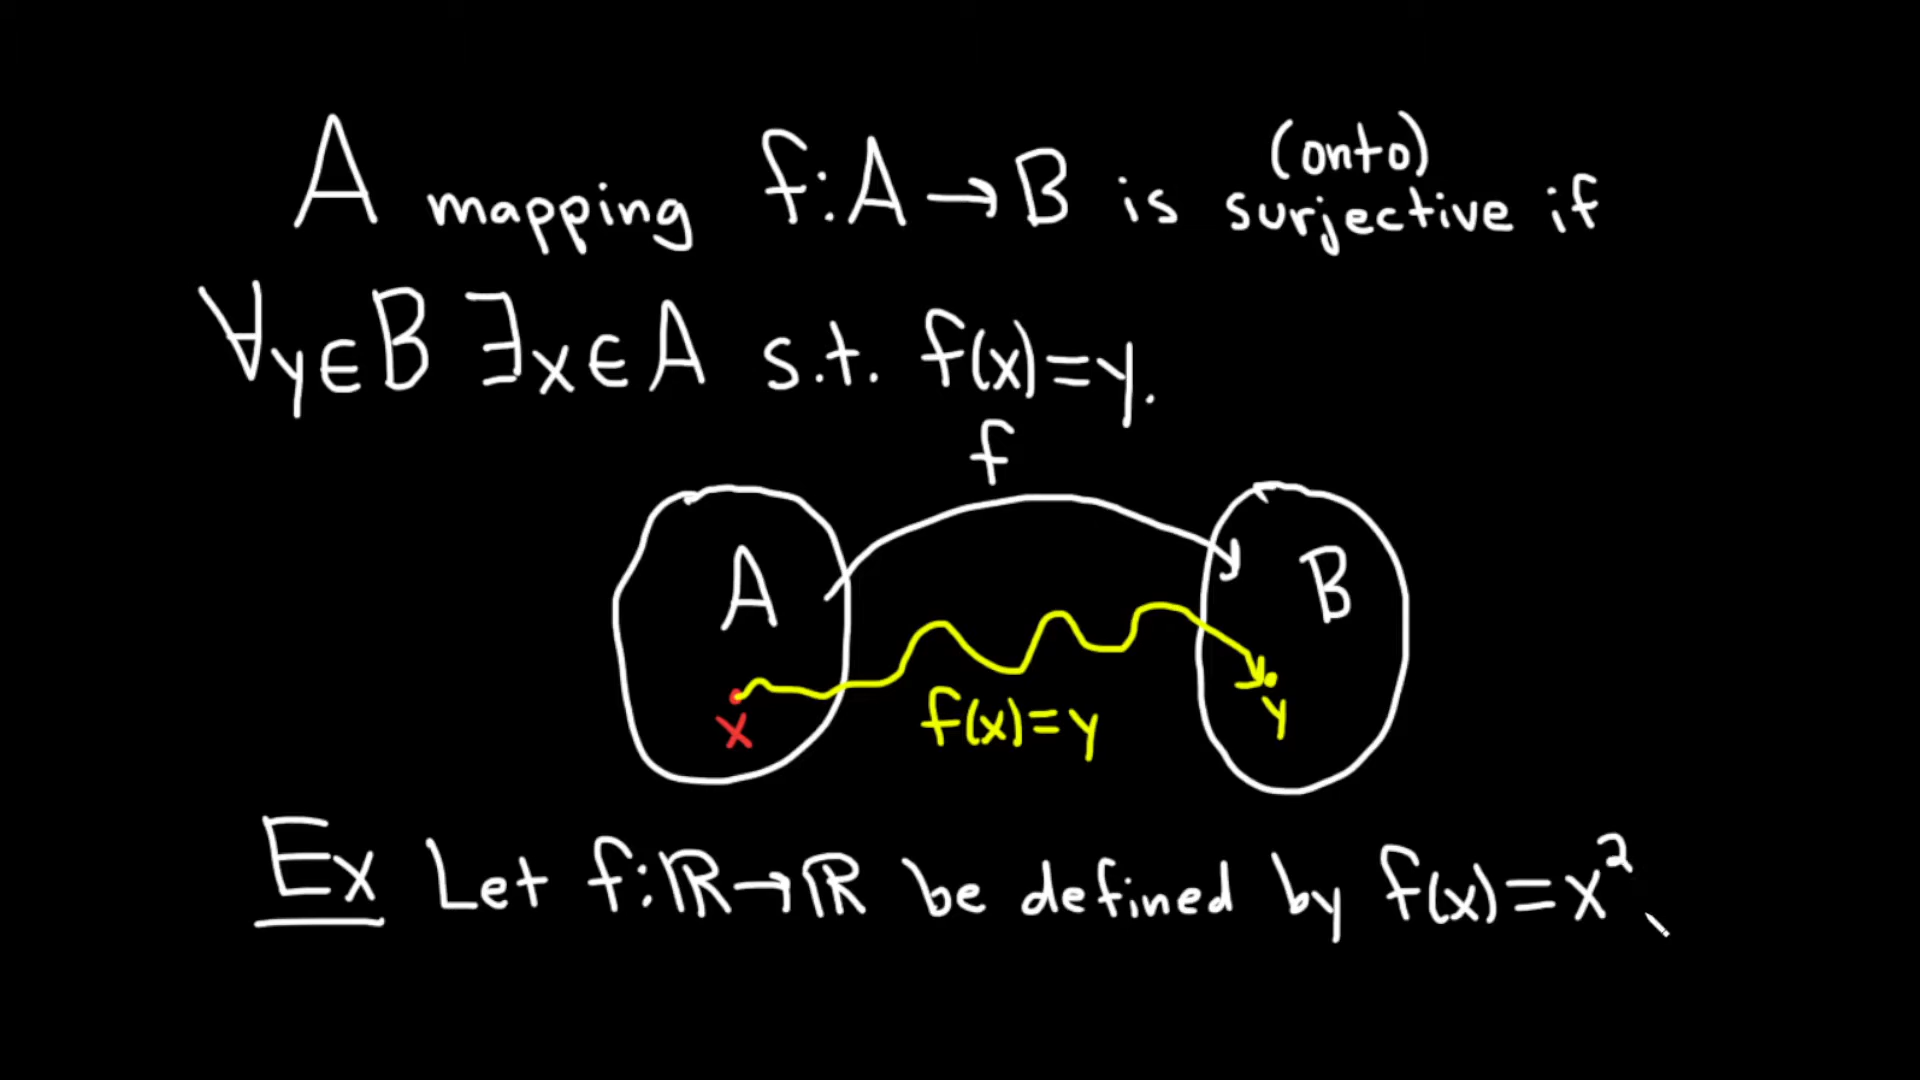 (onto)
A mapping f:A→B is surjective if
∀y∈B ∃x∈A s.t. f(x)=y.
f
A
B
x
f(x)=y
y
Ex Let f:ℝ→ℝ be defined by f(x)=x²